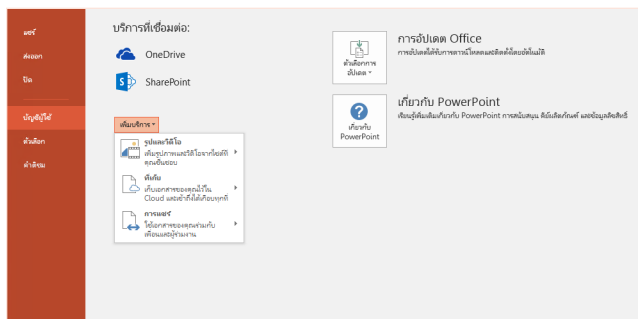 แชร์
ส่งออก
ปิด
บัญชีผู้ใช้
ตัวเลือก
คำติชม
บริการที่เชื่อมต่อ:
OneDrive
SharePoint
เพิ่มบริการ
รูปและวิดีโอ
เพิ่มรูปภาพและวิดีโอจากไซต์ที่
คุณชื่นชอบ
ที่เก็บ
เก็บเอกสารของคุณไว้ใน
Cloud และเข้าถึงได้เกือบทุกที่
การแชร์
ใช้เอกสารของคุณร่วมกับ
เพื่อนและผู้ร่วมงาน
ตัวเลือกการ
อัปเดต
การอัปเดต Office
การอัปเดตได้รับการดาวน์โหลดและติดตั้งโดยอัตโนมัติ
เกี่ยวกับ
PowerPoint
เกี่ยวกับ PowerPoint
เรียนรู้เพิ่มเติมเกี่ยวกับ PowerPoint การสนับสนุน คีย์ผลิตภัณฑ์ และข้อมูลลิขสิทธิ์